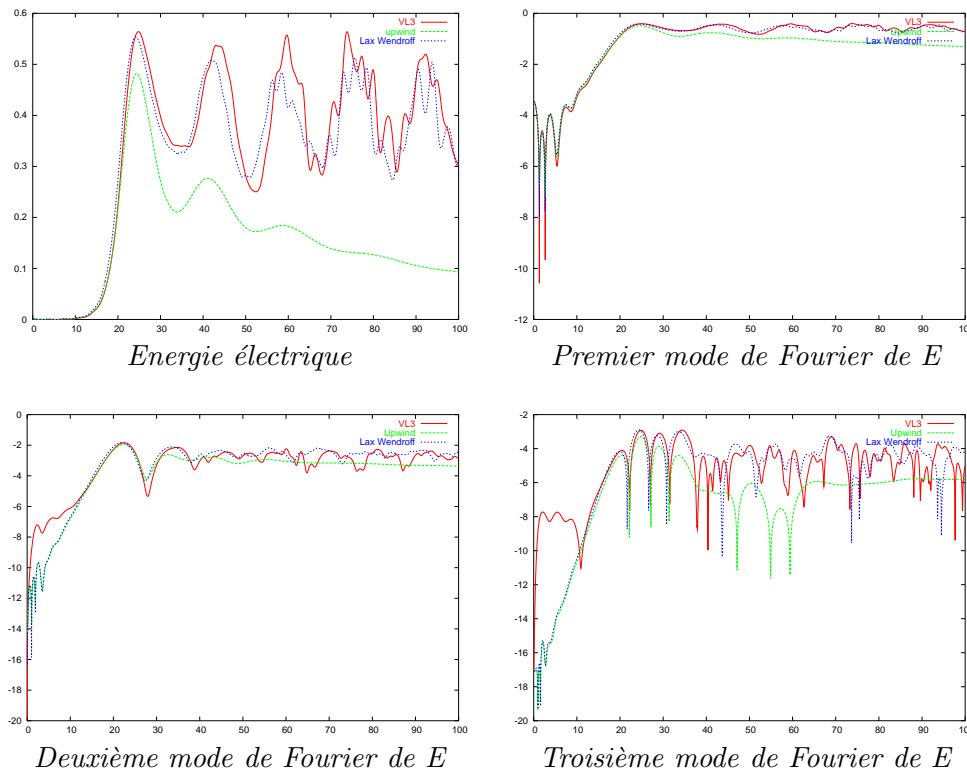 VL3
upwind
Lax Wendroff
0.6
0.5
0.4
0.3
0.2
0.1
0
0 10 20 30 40 50 60 70 80 90 100
Energie électrique
VL3
Upwind
Lax Wendroff
0
-2
-4
-6
-8
-10
-12
0 10 20 30 40 50 60 70 80 90 100
Premier mode de Fourier de E
VL3
Upwind
Lax Wendroff
0
-2
-4
-6
-8
-10
-12
-14
-16
-18
-20
0 10 20 30 40 50 60 70 80 90 100
Deuxième mode de Fourier de E
VL3
Upwind
Lax Wendroff
-2
-4
-6
-8
-10
-12
-14
-16
-18
-20
0 10 20 30 40 50 60 70 80 90 100
Troisième mode de Fourier de E